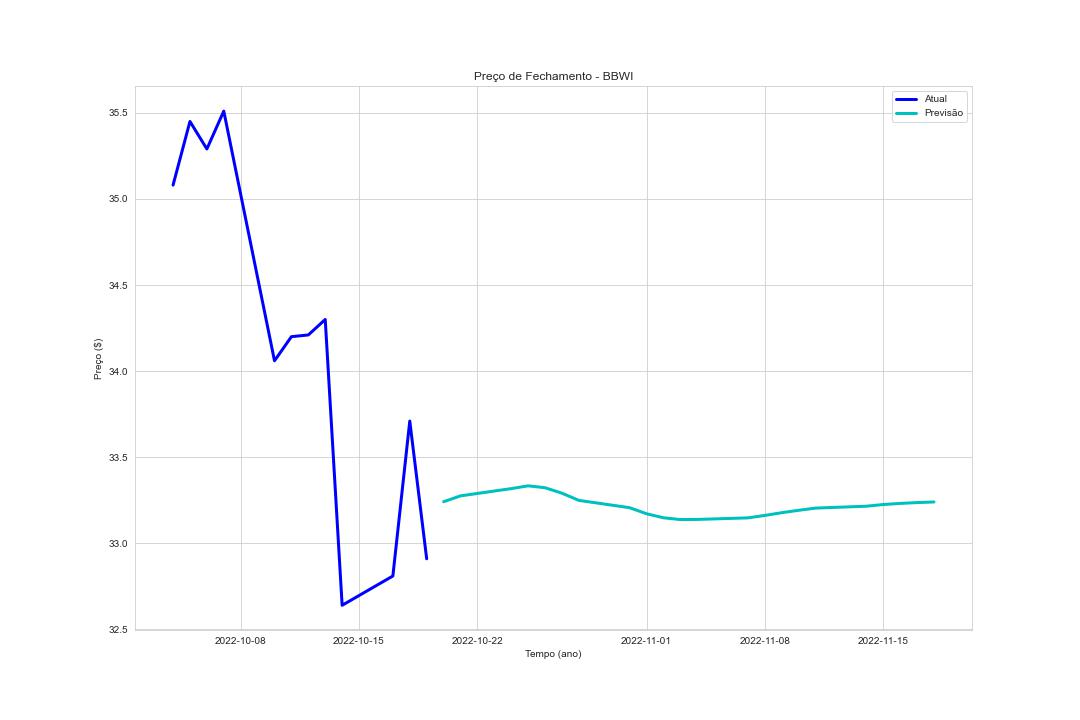 Preço de Fechamento - BBWI
Atual
Previsão
35.5
35.0
34.5
34.0
33.5
33.0
32.5
Preço ($)
2022-10-08
2022-10-15
2022-10-22
2022-11-01
2022-11-08
2022-11-15
Tempo (ano)